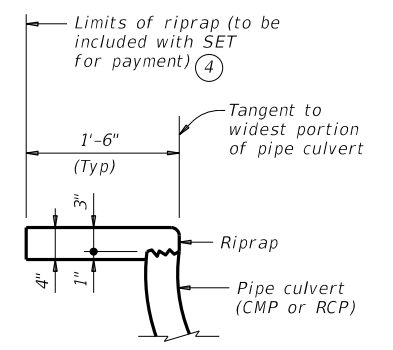 Limits of riprap (to be
included with SET
for payment) 4
Tangent to
widest portion
of pipe culvert
1'-6"
(Typ)
3"
Riprap
4"
1"
Pipe culvert
(CMP or RCP)